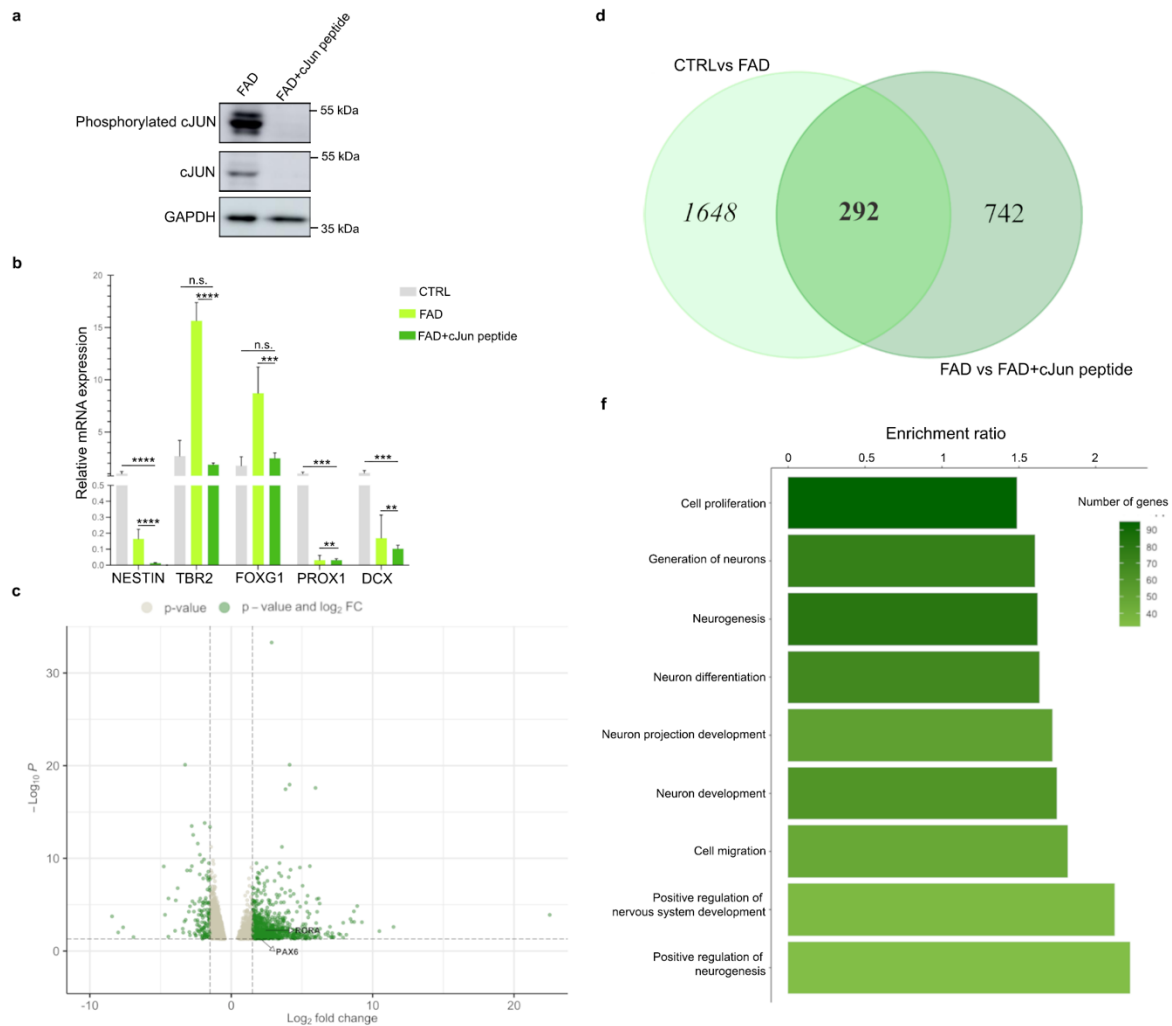 a
FAD
FAD+cJun peptide
Phosphorylated cJUN
55 kDa
cJUN
55 kDa
GAPDH
35 kDa
b
Relative mRNA expression
20
15
10
5
0.5
0.4
0.3
0.2
0.1
0.0
n.s.
****
n.s.
***
****
****
***
**
***
**
CTRL
FAD
FAD+cJun peptide
NESTIN TBR2 FOXG1 PROX1 DCX
c
p-value p – value and log2 FC
– Log10 P
30
20
10
0
RORA
PAX6
-10 0 10 20
Log2 fold change
d
CTRLvs FAD
1648 292 742
FAD vs FAD+cJun peptide
f
Enrichment ratio
0 0.5 1 1.5 2
Number of genes
90
80
70
60
50
40
Cell proliferation
Generation of neurons
Neurogenesis
Neuron differentiation
Neuron projection development
Neuron development
Cell migration
Positive regulation of
nervous system development
Positive regulation of
neurogenesis